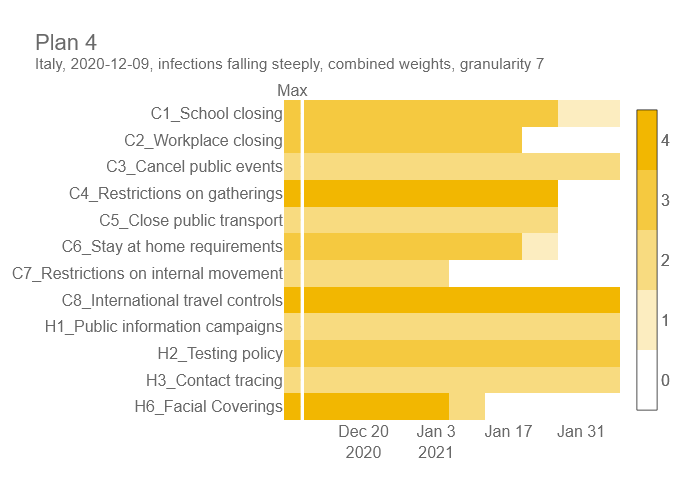 Plan 4
Italy, 2020-12-09, infections falling steeply, combined weights, granularity 7
Max
C1_School closing
C2_Workplace closing
C3_Cancel public events
C4_Restrictions on gatherings
C5_Close public transport
C6_Stay at home requirements
C7_Restrictions on internal movement
C8_International travel controls
H1_Public information campaigns
H2_Testing policy
H3_Contact tracing
H6_Facial Coverings
4
3
2
1
0
Dec 20 Jan 3 Jan 17 Jan 31
2020 2021